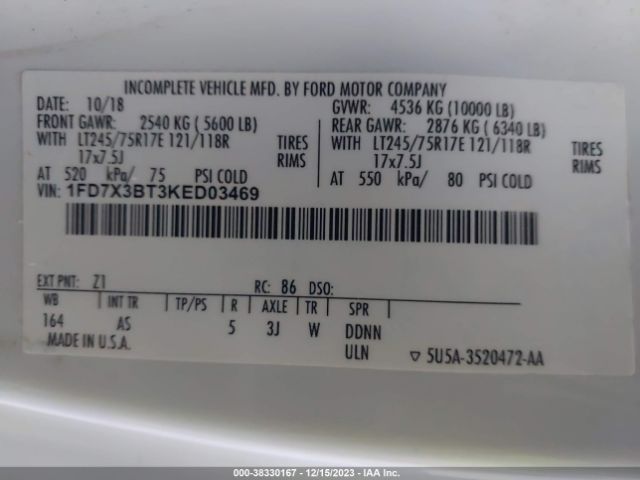 INCOMPLETE VEHICLE MFD. BY FORD MOTOR COMPANY
DATE: 10/18 GVWR: 4536 KG (10000 LB)
FRONT GAWR: 2540 KG ( 5600 LB) REAR GAWR: 2876 KG ( 6340 LB)
WITH LT245/75R17E 121/118R TIRES WITH LT245/75R17E 121/118R TIRES
17x7.5J RIMS 17x7.5J RIMS
AT 520 kPa/ 75 PSI COLD AT 550 kPa/ 80 PSI COLD
VIN: 1FD7X3BT3KED03469
EXT PNT: Z1 RC: 86 DSO:
WB INT TR TP/PS R AXLE TR SPR
164 AS 5 3J W DDNN
MADE IN U.S.A. ULN ▽ 5U5A-3520472-AA
000-38330167 - 12/15/2023 - IAA Inc.